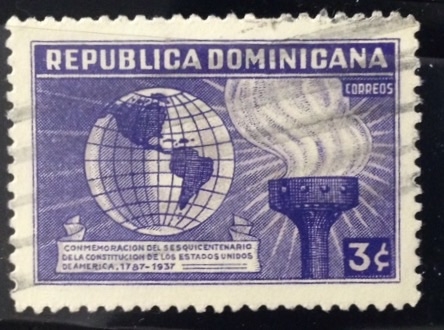 REPUBLICA DOMINICANA
CORREOS
CONMEMORACION DEL SESQUICENTENARIO
DE LA CONSTITUCION DE LOS ESTADOS UNIDOS
DE AMERICA, 1787-1937
3¢